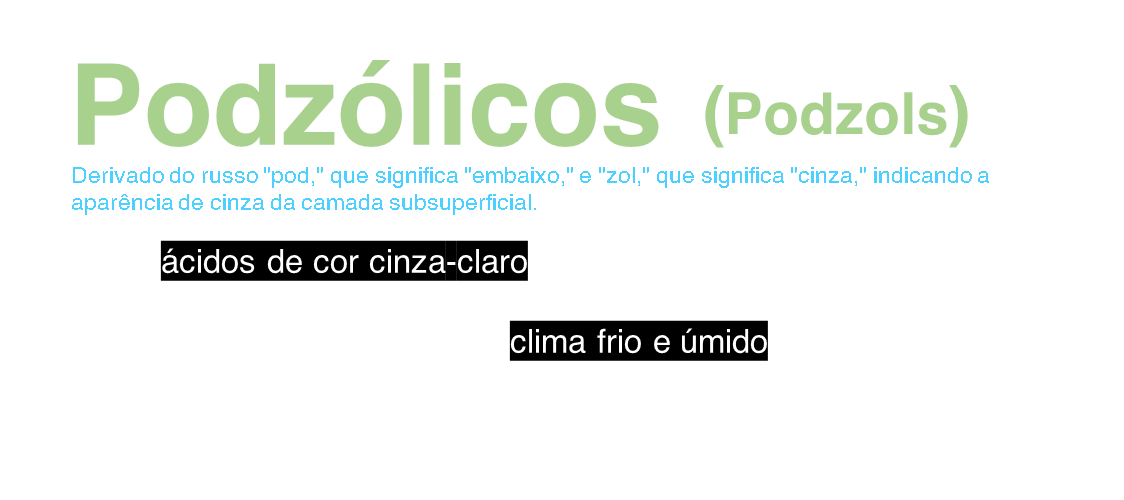 Podzólicos (Podzols)
Derivado do russo "pod," que significa "embaixo," e "zol," que significa "cinza," indicando a
aparência de cinza da camada subsuperficial.
ácidos de cor cinza-claro
clima frio e úmido